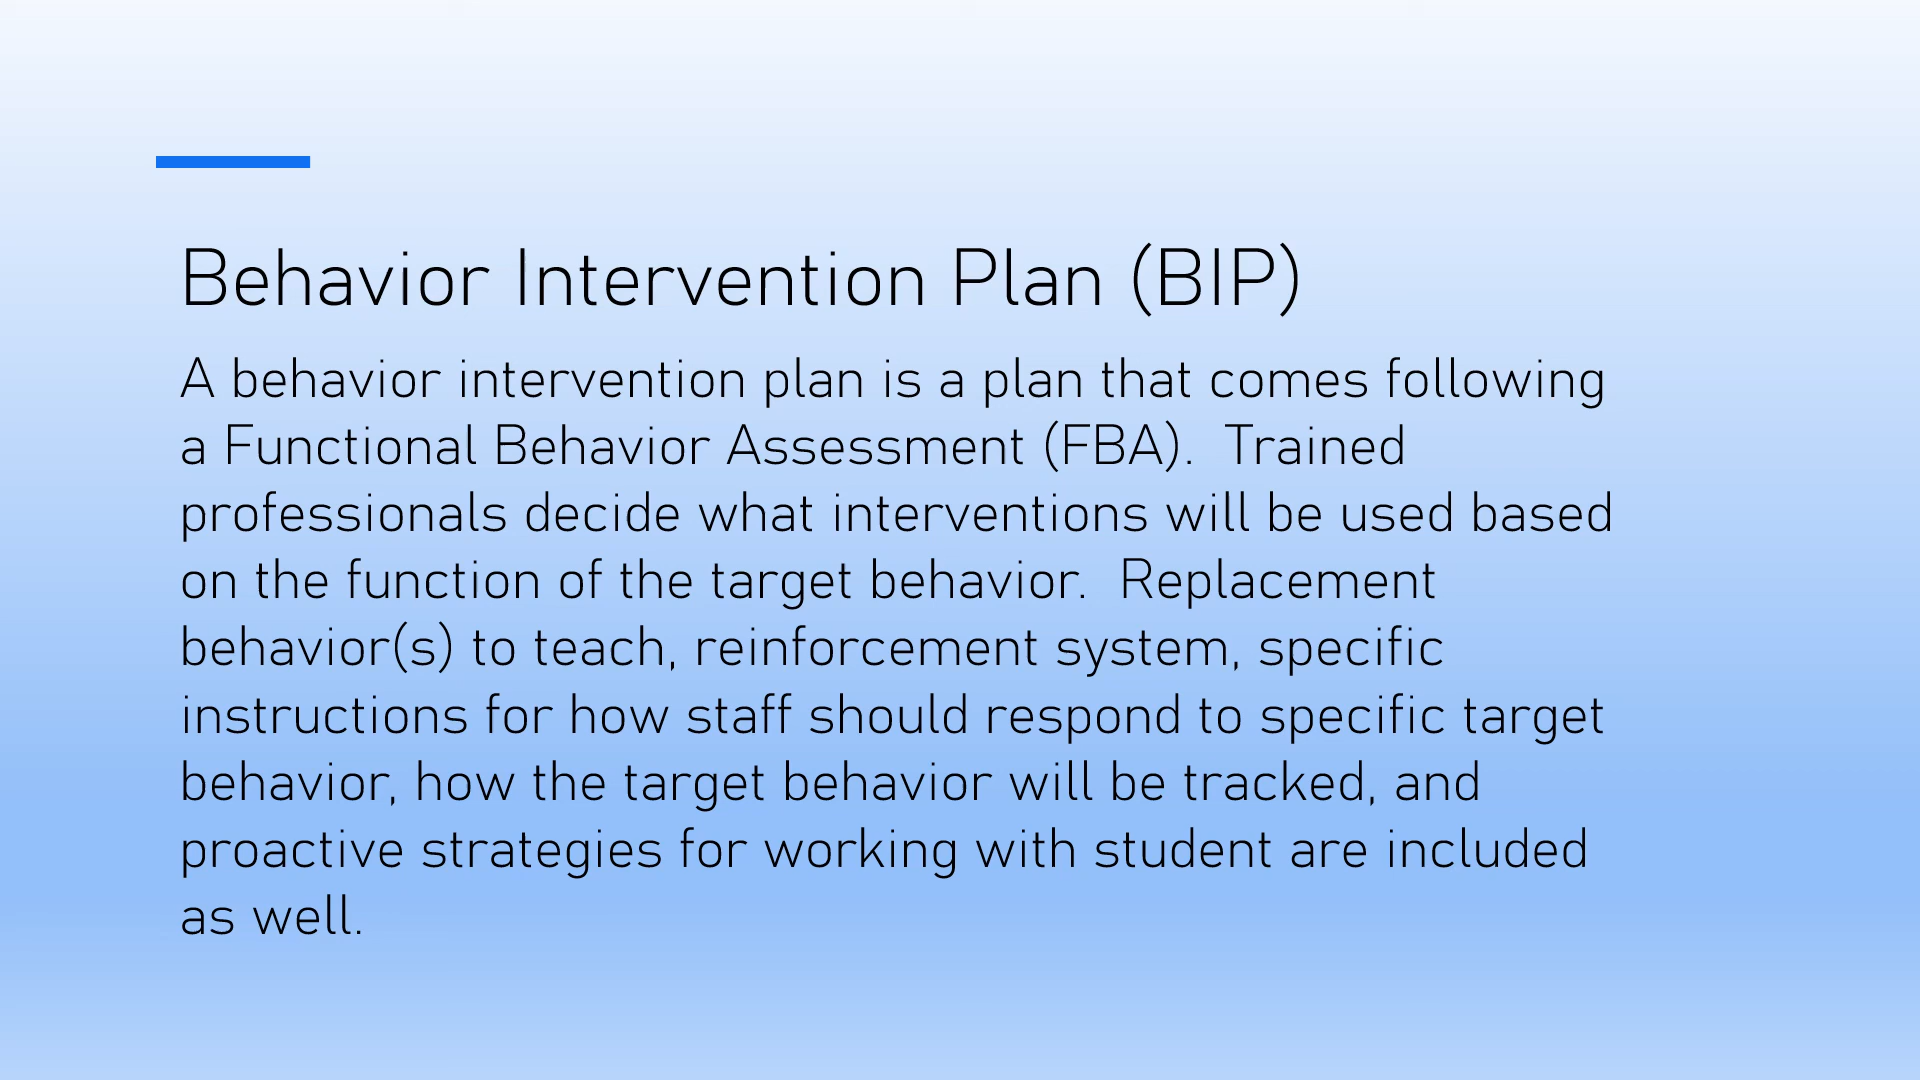 Behavior Intervention Plan (BIP)
A behavior intervention plan is a plan that comes following
a Functional Behavior Assessment (FBA).  Trained
professionals decide what interventions will be used based
on the function of the target behavior.  Replacement
behavior(s) to teach, reinforcement system, specific
instructions for how staff should respond to specific target
behavior, how the target behavior will be tracked, and
proactive strategies for working with student are included
as well.